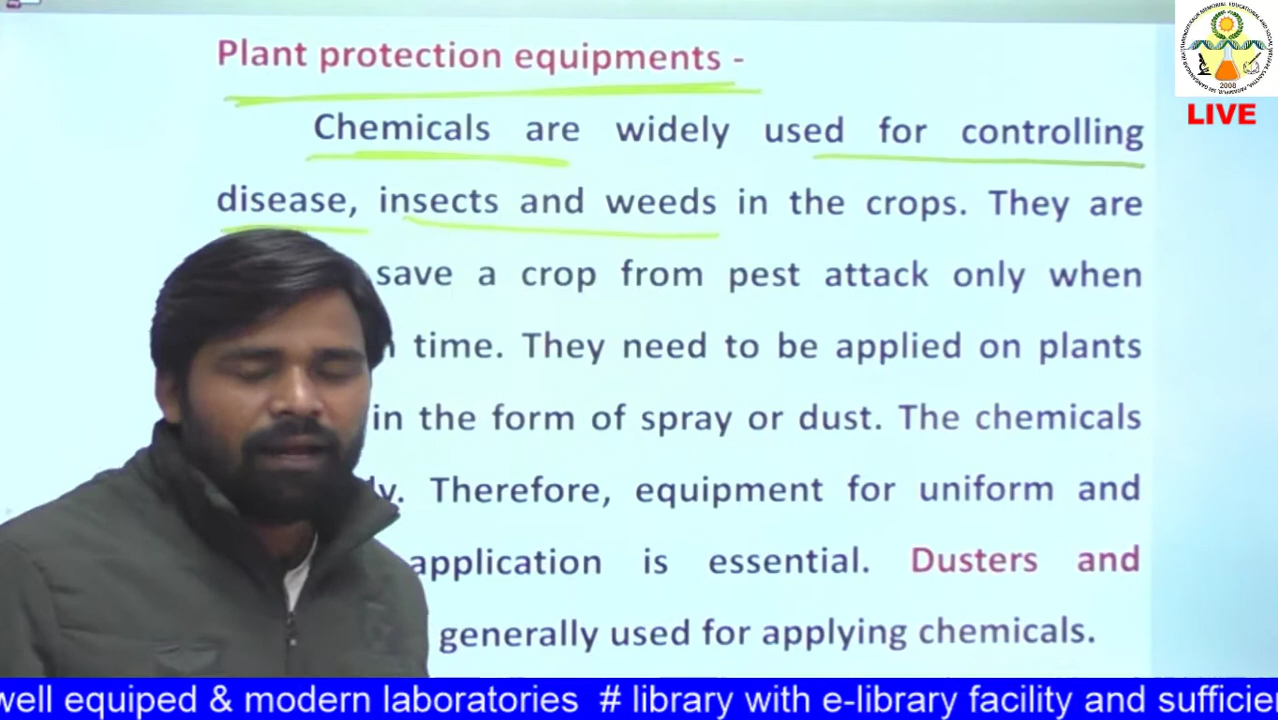 Plant protection equipments -
Chemicals are widely used for controlling
disease, insects and weeds in the crops. They are
save a crop from pest attack only when
time. They need to be applied on plants
in the form of spray or dust. The chemicals
Therefore, equipment for uniform and
application is essential. Dusters and
generally used for applying chemicals.
2008
LIVE
well equiped & modern laboratories # library with e-library facility and